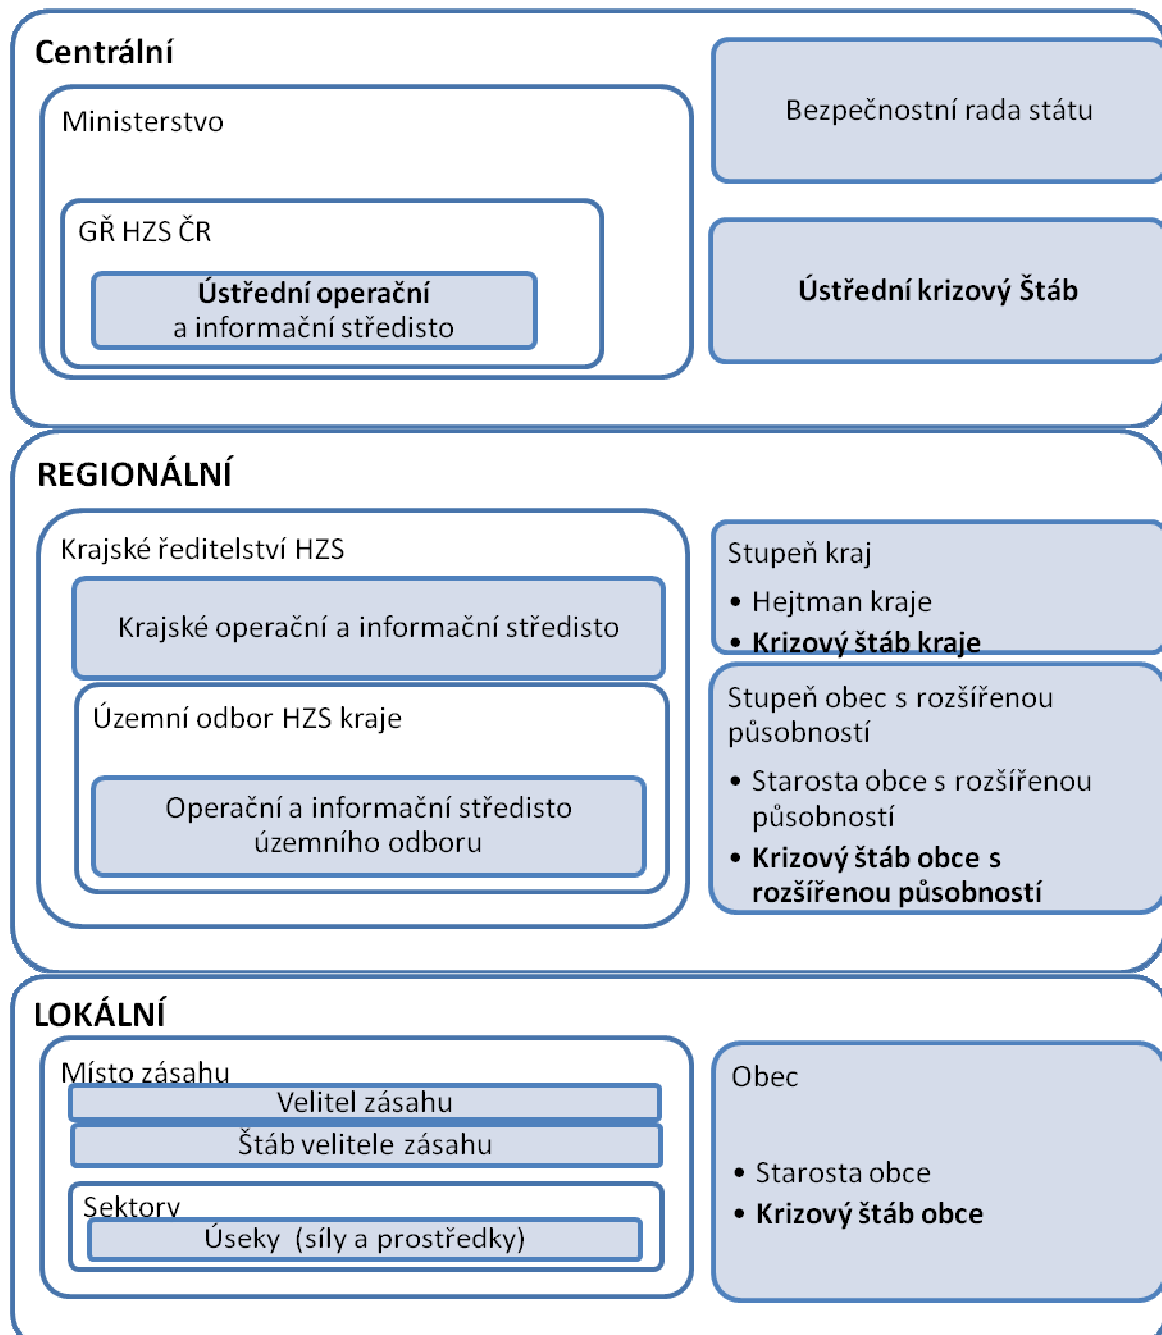 Centrální
Ministerstvo
GŘ HZS ČR
Ústřední operační
a informační středisto
Bezpečnostní rada státu
Ústřední krizový Štáb
REGIONÁLNÍ
Krajské ředitelství HZS
Krajské operační a informační středisto
Územní odbor HZS kraje
Operační a informační středisto
územního odboru
Stupeň kraj
• Hejtman kraje
• Krizový štáb kraje
Stupeň obec s rozšířenou
působností
• Starosta obce s rozšířenou
působností
• Krizový štáb obce s
rozšířenou působností
LOKÁLNÍ
Místo zásahu
Velitel zásahu
Štáb velitele zásahu
Sektory
Úseky (síly a prostředky)
Obec
• Starosta obce
• Krizový štáb obce